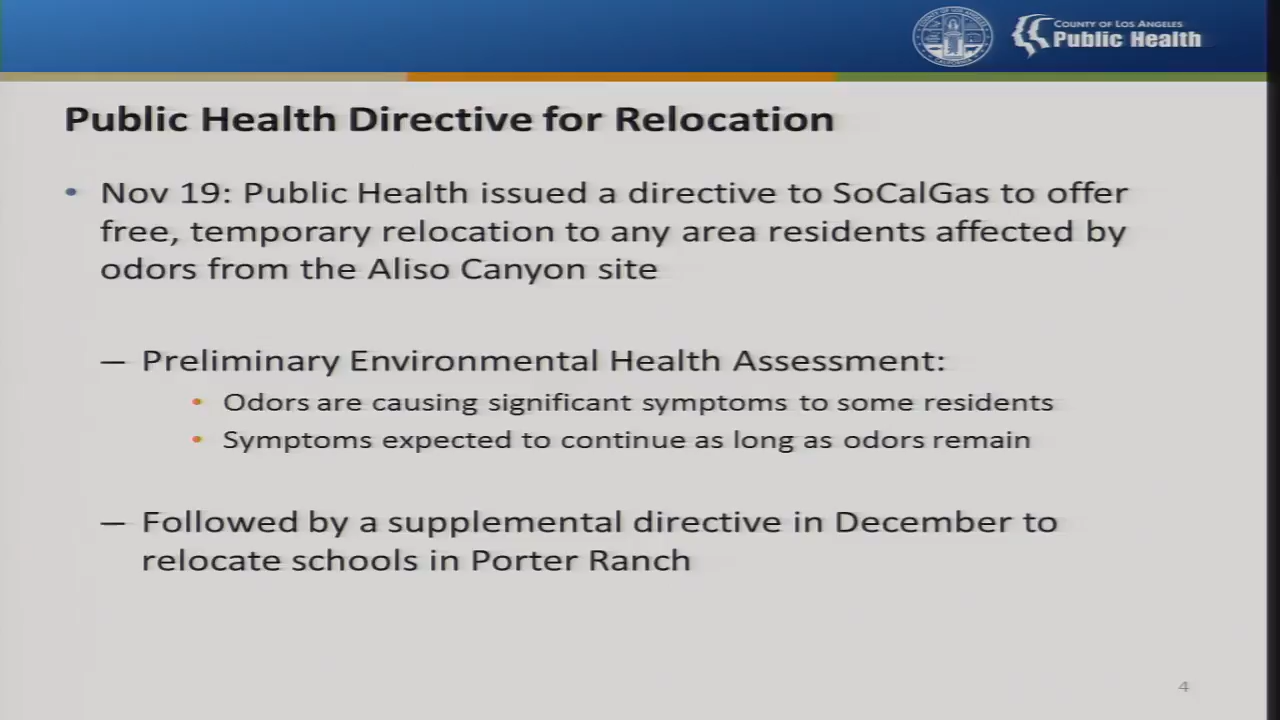 COUNTY OF LOS ANGELES
Public Health
Public Health Directive for Relocation
• Nov 19: Public Health issued a directive to SoCalGas to offer
free, temporary relocation to any area residents affected by
odors from the Aliso Canyon site
— Preliminary Environmental Health Assessment:
• Odors are causing significant symptoms to some residents
• Symptoms expected to continue as long as odors remain
— Followed by a supplemental directive in December to
relocate schools in Porter Ranch
4